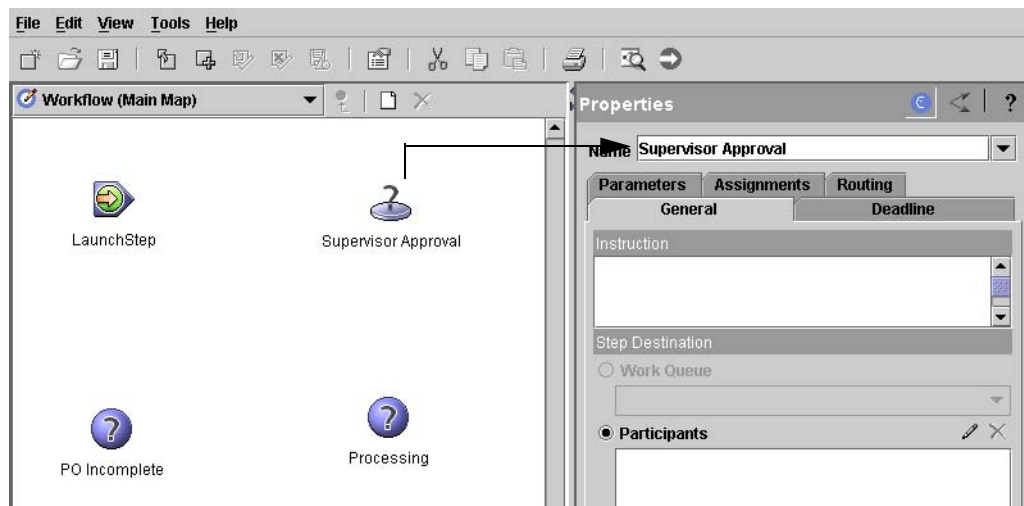 File Edit View Tools Help
Workflow (Main Map)
Properties
?
Name Supervisor Approval
Parameters Assignments Routing
General Deadline
Instruction
LaunchStep
Supervisor Approval
Step Destination
Work Queue
Participants
PO Incomplete
Processing